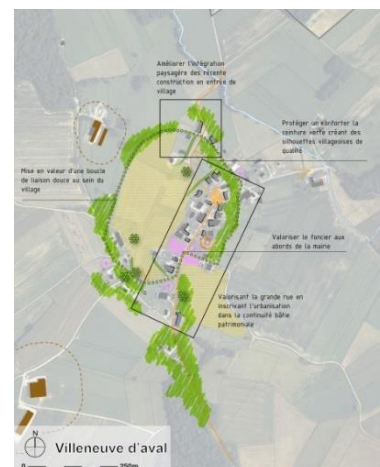 Améliorer l'intégration
paysagère des récente
construction en entrée de
village
Protéger un conforter la
ceinture verte créant des
silhouettes villageoises de
qualité
Mise en valeur d'une boucle
de liaison douce au sein du
village
Valoriser le foncier aux
abords de la mairie
Valorisant la grande rue en
inscrivant l'urbanisation
dans la continuité bâtie
patrimoniale
N
Villeneuve d'aval
0 250m